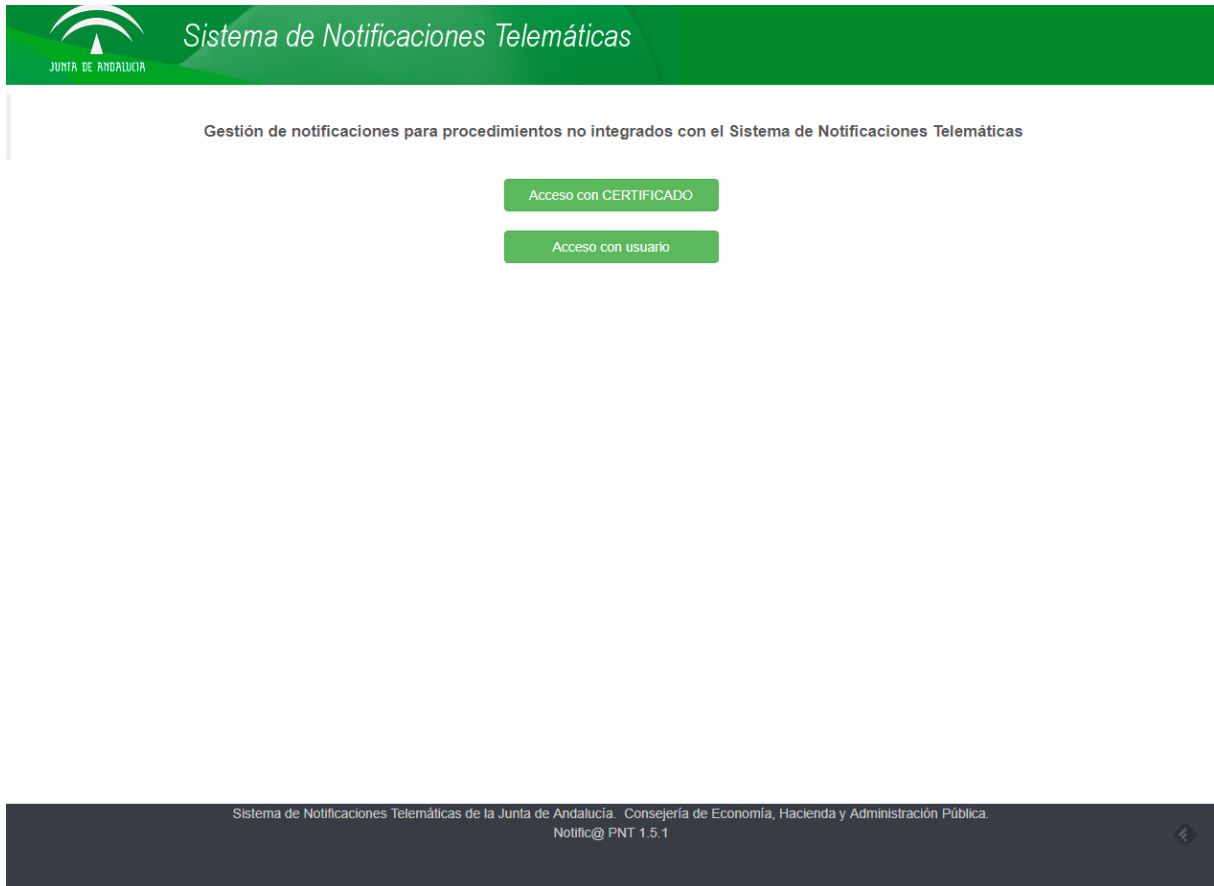 Sistema de Notificaciones Telemáticas
JUNTA DE ANDALUCIA
Gestión de notificaciones para procedimientos no integrados con el Sistema de Notificaciones Telemáticas
Acceso con CERTIFICADO
Acceso con usuario
Sistema de Notificaciones Telemáticas de la Junta de Andalucía. Consejería de Economía, Hacienda y Administración Pública.
Notific@ PNT 1.5.1